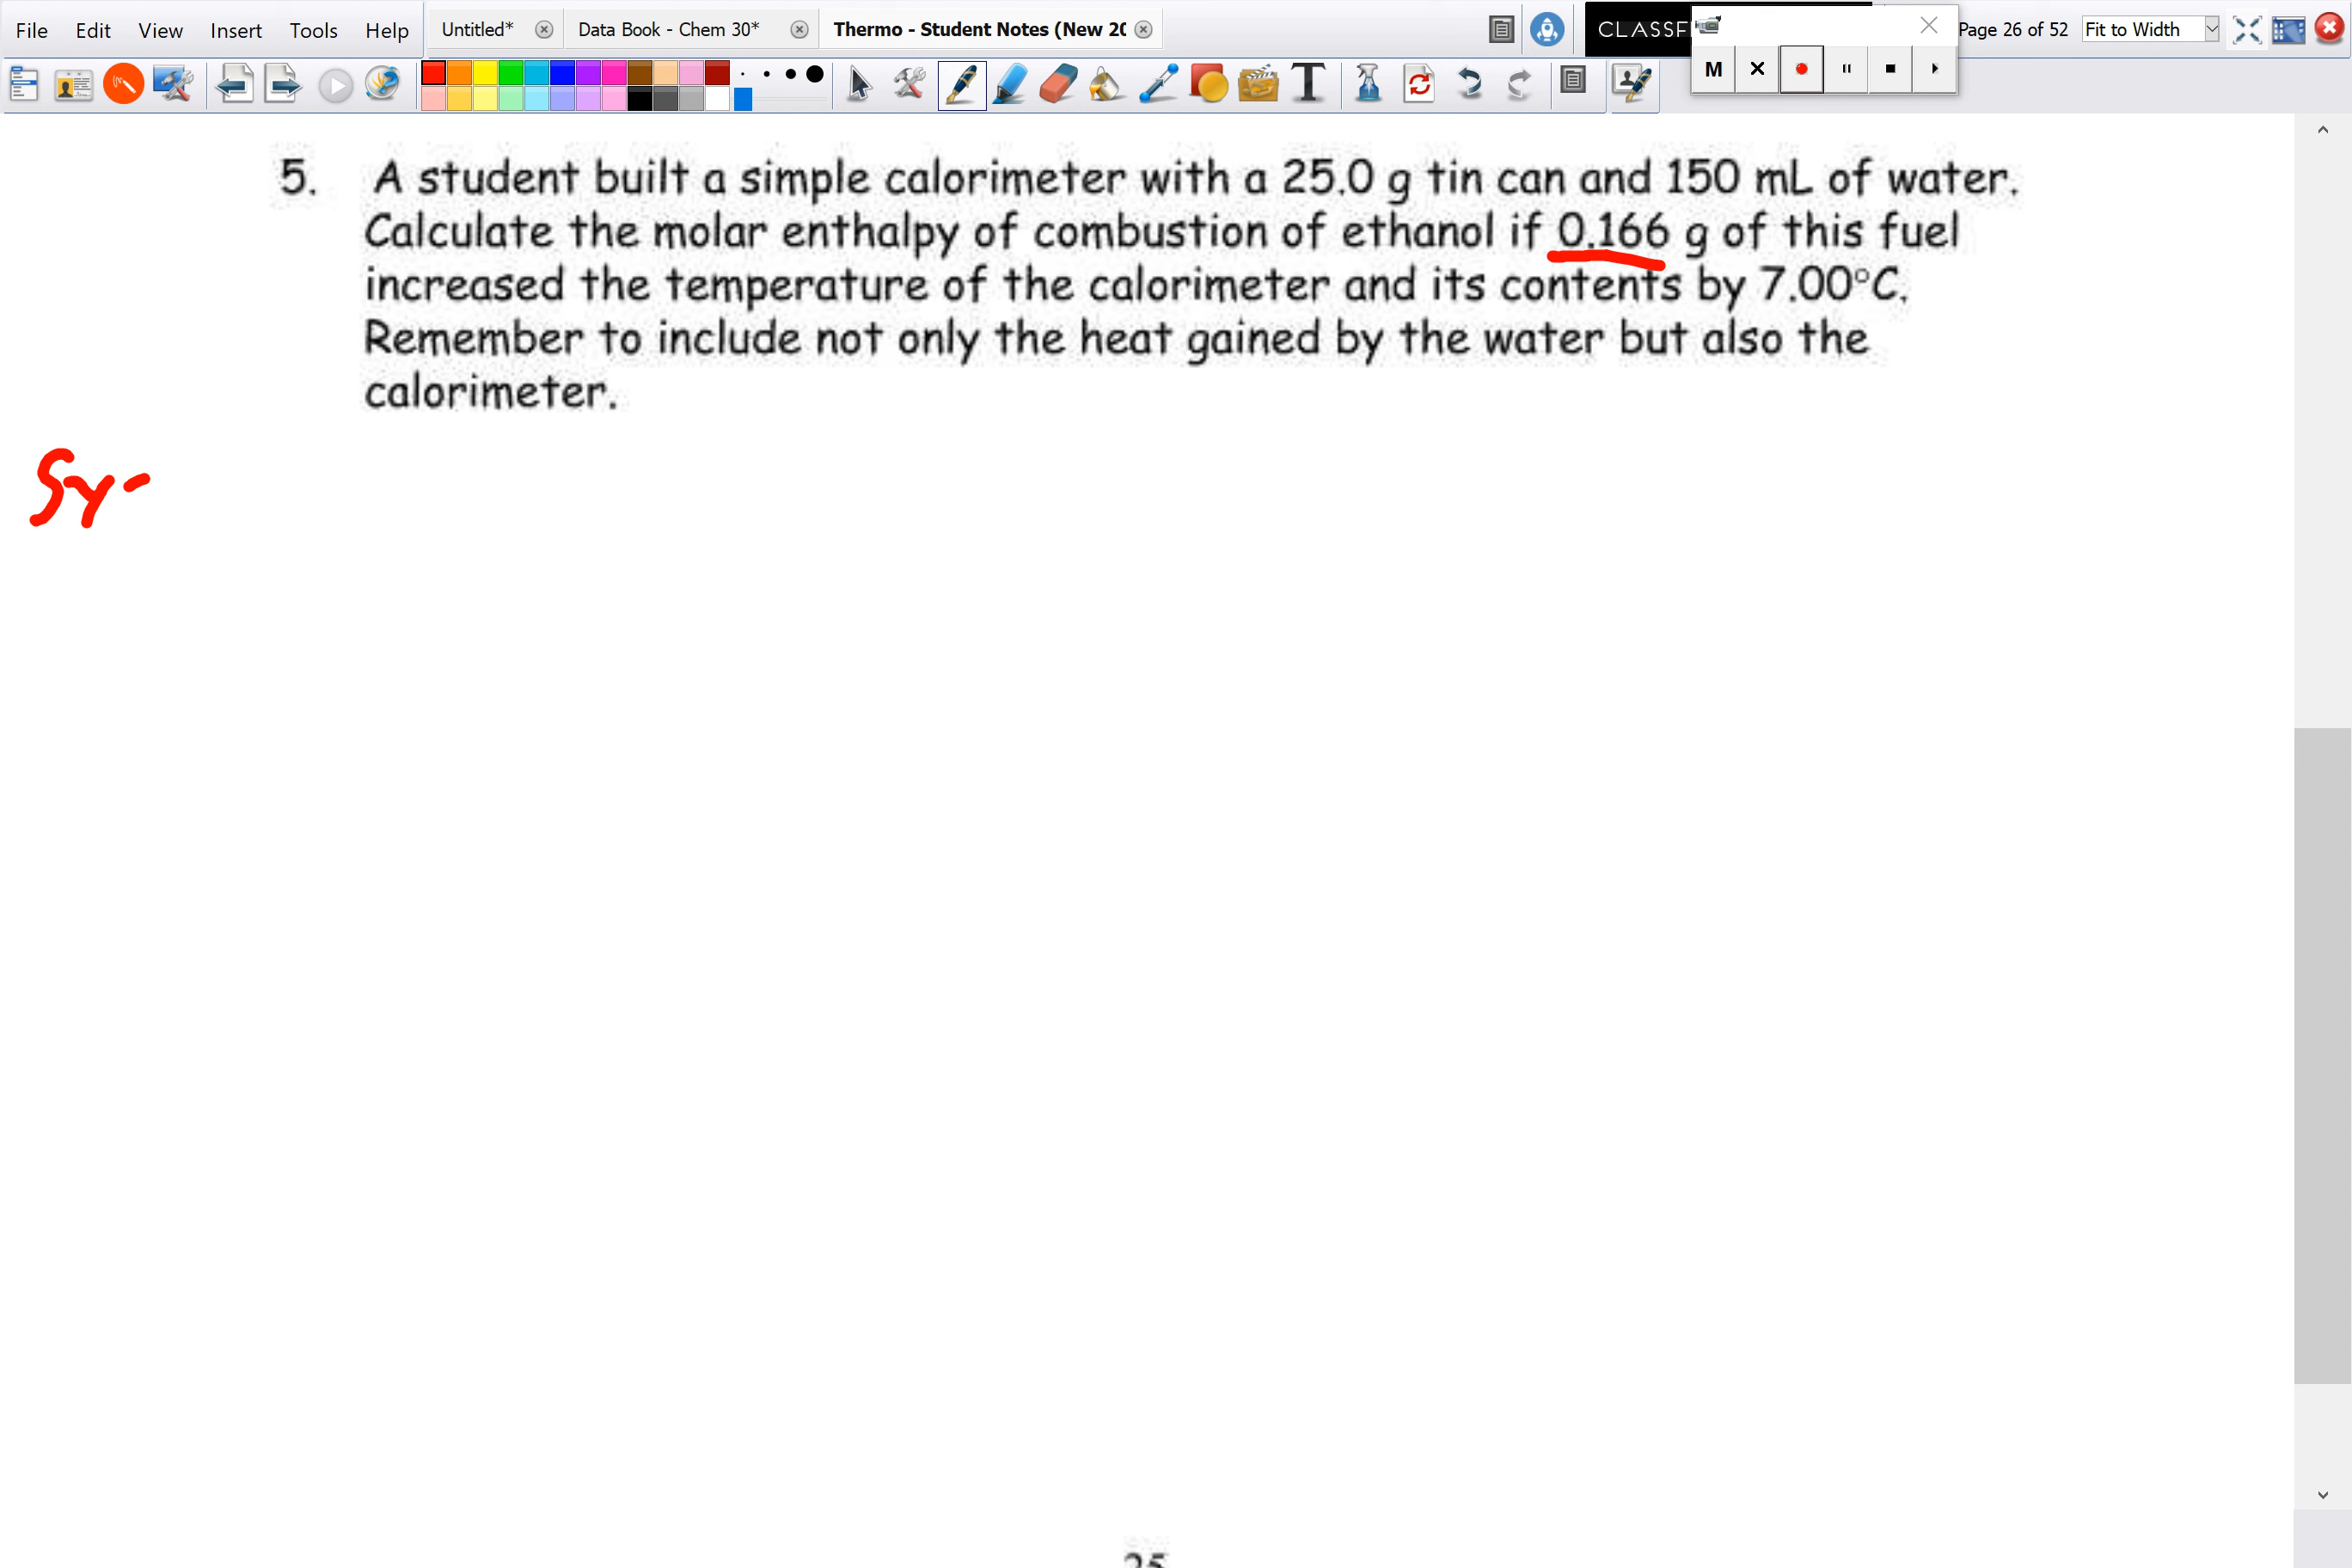 File Edit View Insert Tools Help Untitled* Data Book - Chem 30* Thermo - Student Notes (New 20 CLASSF Page 26 of 52 Fit to Width
M
T
5. A student built a simple calorimeter with a 25.0 g tin can and 150 mL of water.
Calculate the molar enthalpy of combustion of ethanol if 0.166 g of this fuel
increased the temperature of the calorimeter and its contents by 7.00°C.
Remember to include not only the heat gained by the water but also the
calorimeter.
Sy
25